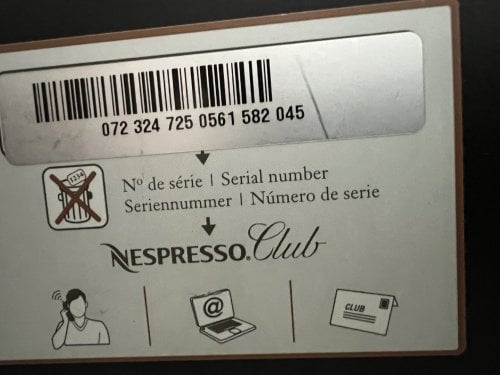 072 324 725 0561 582 045
1234
Nº de série | Serial number
Seriennummer | Número de serie
NESPRESSO. Club
@
CLUB